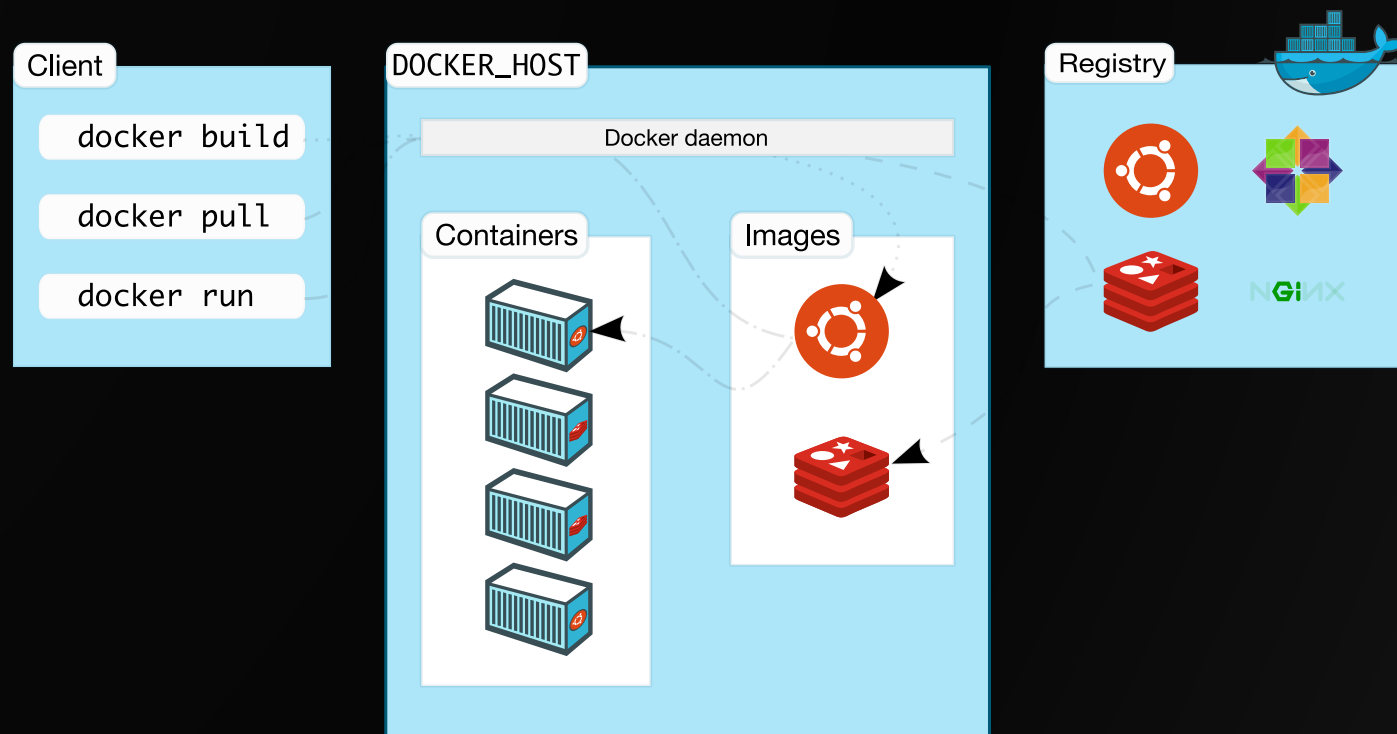 Client
docker build
docker pull
docker run
DOCKER_HOST
Docker daemon
Containers
Images
Registry
NGiNX